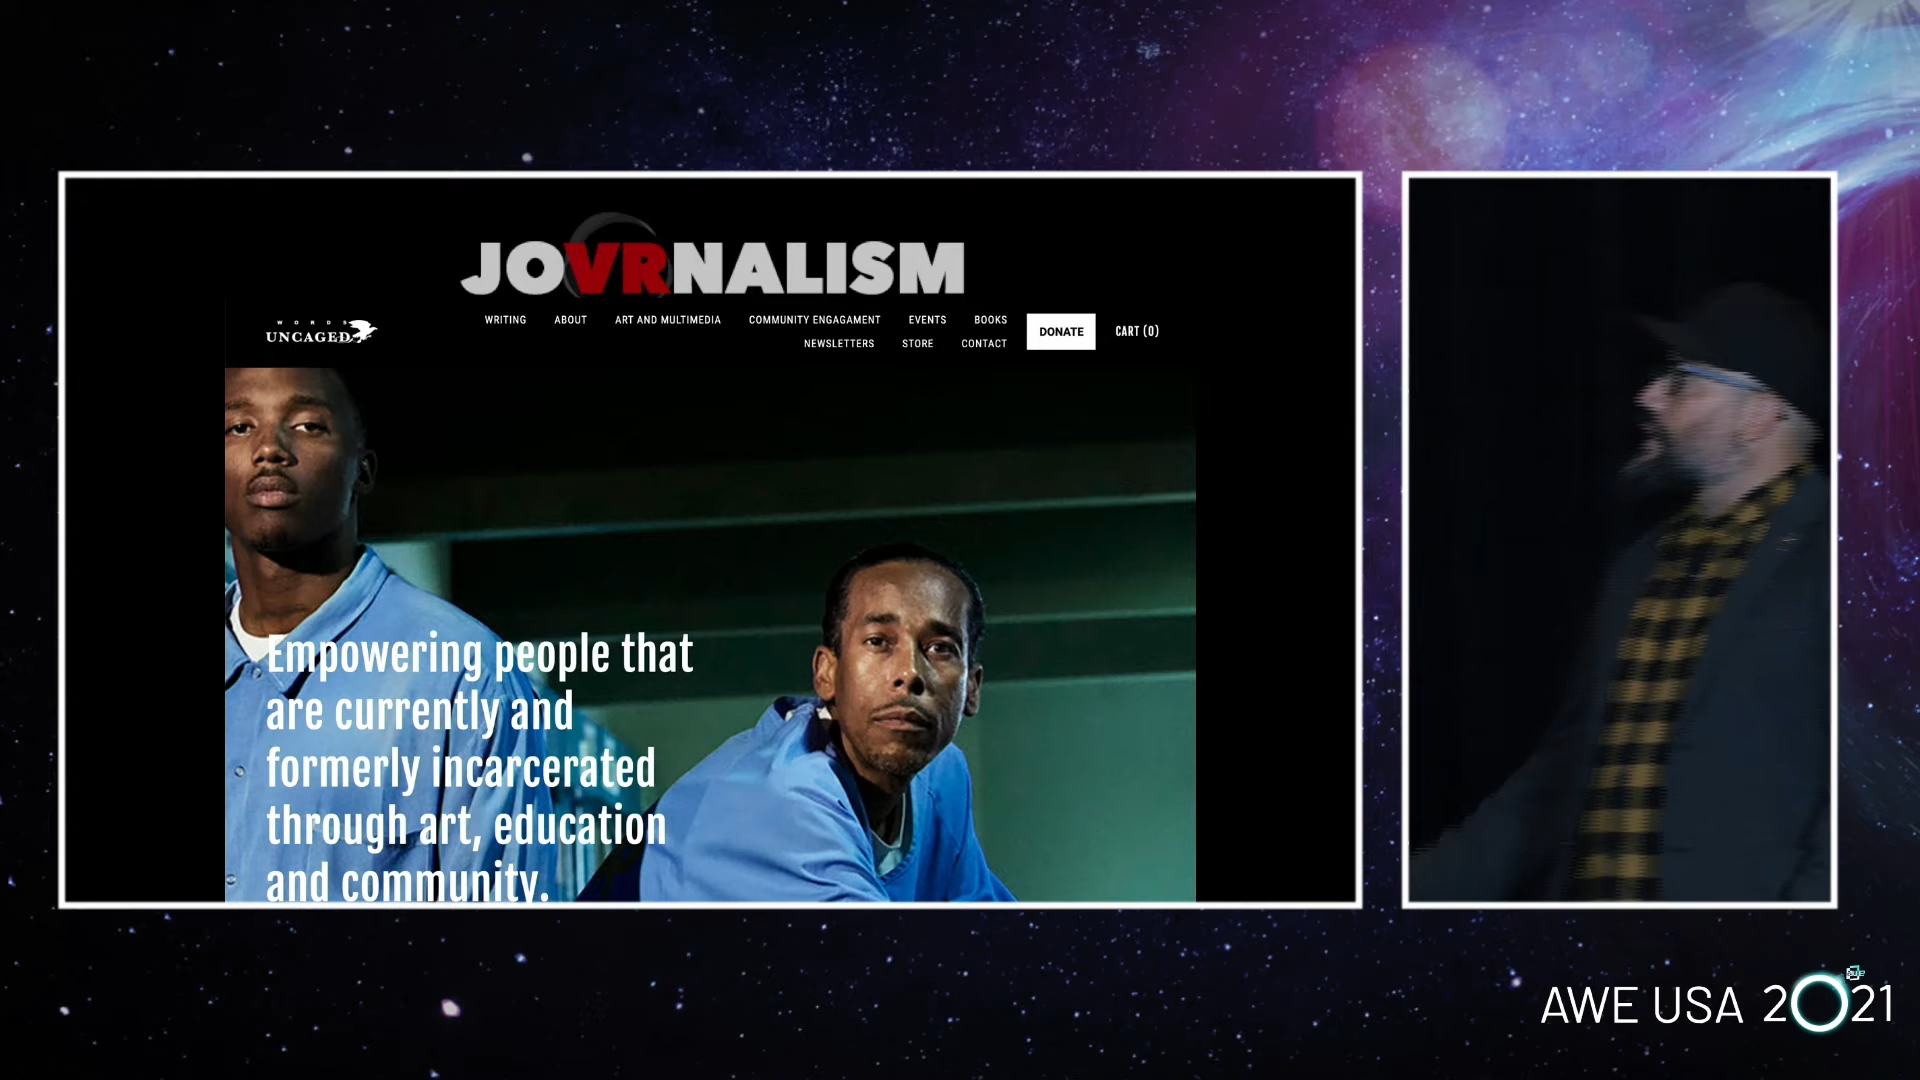 JOVRNALISM
WORDS
UNCAGED
WRITING ABOUT ART AND MULTIMEDIA COMMUNITY ENGAGAMENT EVENTS BOOKS
NEWSLETTERS STORE CONTACT
DONATE
CART (0)
Empowering people that
are currently and
formerly incarcerated
through art, education
and community.
AWE USA 2021